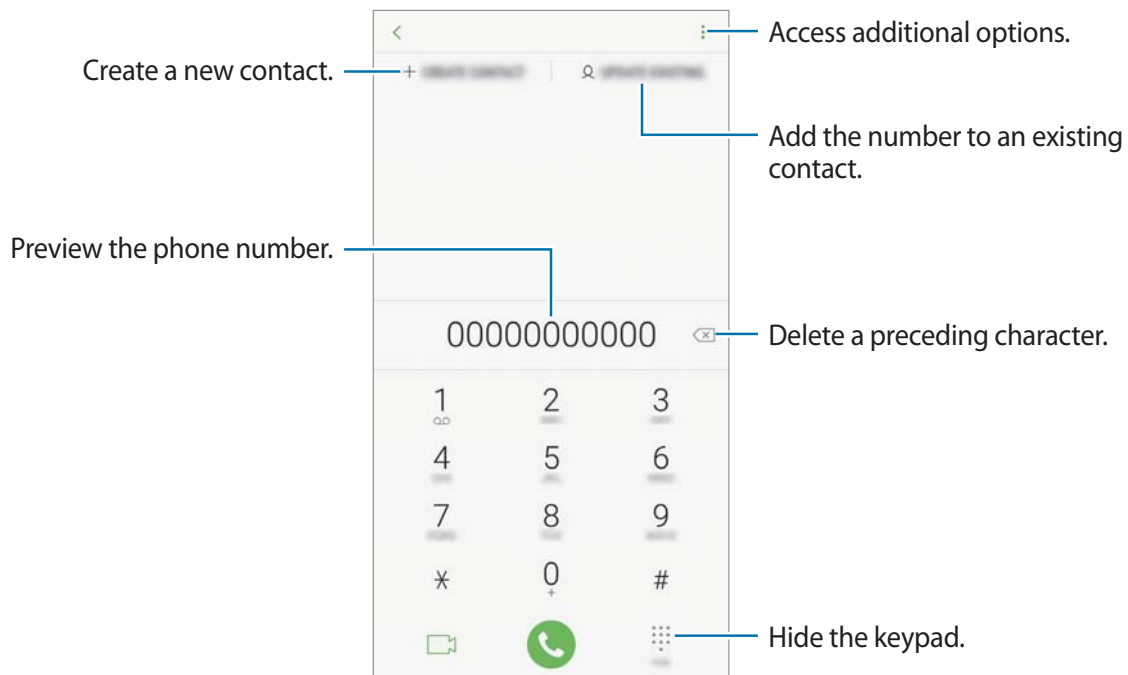 Access additional options.
Create a new contact.
Add the number to an existing
contact.
Preview the phone number.
00000000000
Delete a preceding character.
1 2 3
4 5 6
7 8 9
* 0 #
+
Hide the keypad.